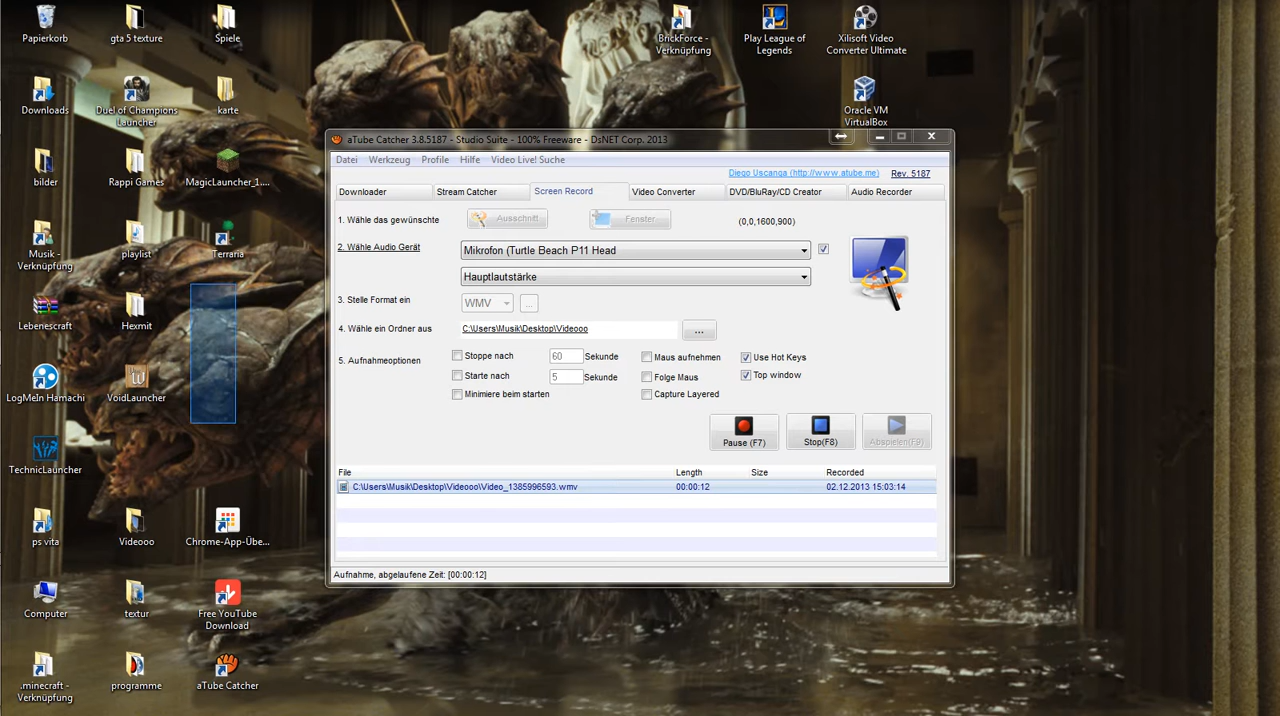 Papierkorb
gta 5 texture
Spiele
BrickForce -
Verknüpfung
Play League of
Legends
Xilisoft Video
Converter Ultimate
Downloads
Duel of Champions
Launcher
karte
Oracle VM
VirtualBox
bilder
Rappi Games
MagicLauncher_1....
Musik -
Verknüpfung
playlist
Terraria
Lebenescraft
Hexmit
LogMeIn Hamachi
VoidLauncher
TechnicLauncher
ps vita
Videooo
Chrome-App-Übe...
Computer
textur
Free YouTube
Download
.minecraft -
Verknüpfung
programme
aTube Catcher
aTube Catcher 3.8.5187 - Studio Suite - 100% Freeware - DsNET Corp. 2013
Datei Werkzeug Profile Hilfe Video Live! Suche
Diego Uscanga (http://www.atube.me) Rev. 5187
Downloader Stream Catcher Screen Record Video Converter DVD/BluRay/CD Creator Audio Recorder
1. Wähle das gewünschte Ausschnitt Fenster (0,0,1600,900)
2. Wähle Audio Gerät Mikrofon (Turtle Beach P11 Head
Hauptlautstärke
3. Stelle Format ein WMV ...
4. Wähle ein Ordner aus C:\Users\Musik\Desktop\Videooo ...
5. Aufnahmeoptionen Stoppe nach 60 Sekunde Maus aufnehmen Use Hot Keys
Starte nach 5 Sekunde Folge Maus Top window
Minimiere beim starten Capture Layered
Pause (F7) Stop(F8) Abspielen(F9)
File Length Size Recorded
C:\Users\Musik\Desktop\Videooo\Video_1385996593.wmv 00:00:12 02.12.2013 15:03:14
Aufnahme, abgelaufene Zeit: [00:00:12]